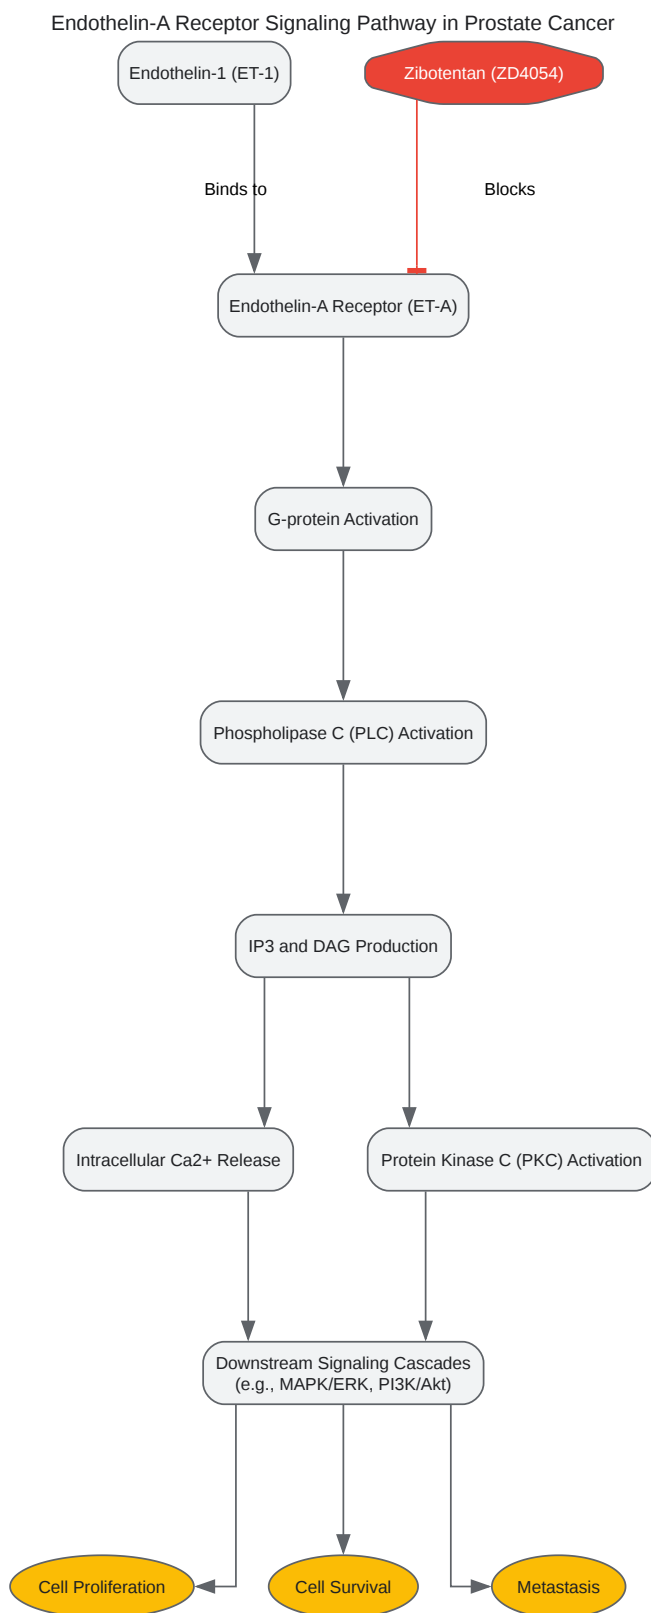 Endothelin-A Receptor Signaling Pathway in Prostate Cancer
Endothelin-1 (ET-1)
Zibotentan (ZD4054)
Binds to
Blocks
Endothelin-A Receptor (ET-A)
G-protein Activation
Phospholipase C (PLC) Activation
IP3 and DAG Production
Intracellular Ca2+ Release
Protein Kinase C (PKC) Activation
Downstream Signaling Cascades
(e.g., MAPK/ERK, PI3K/Akt)
Cell Proliferation
Cell Survival
Metastasis